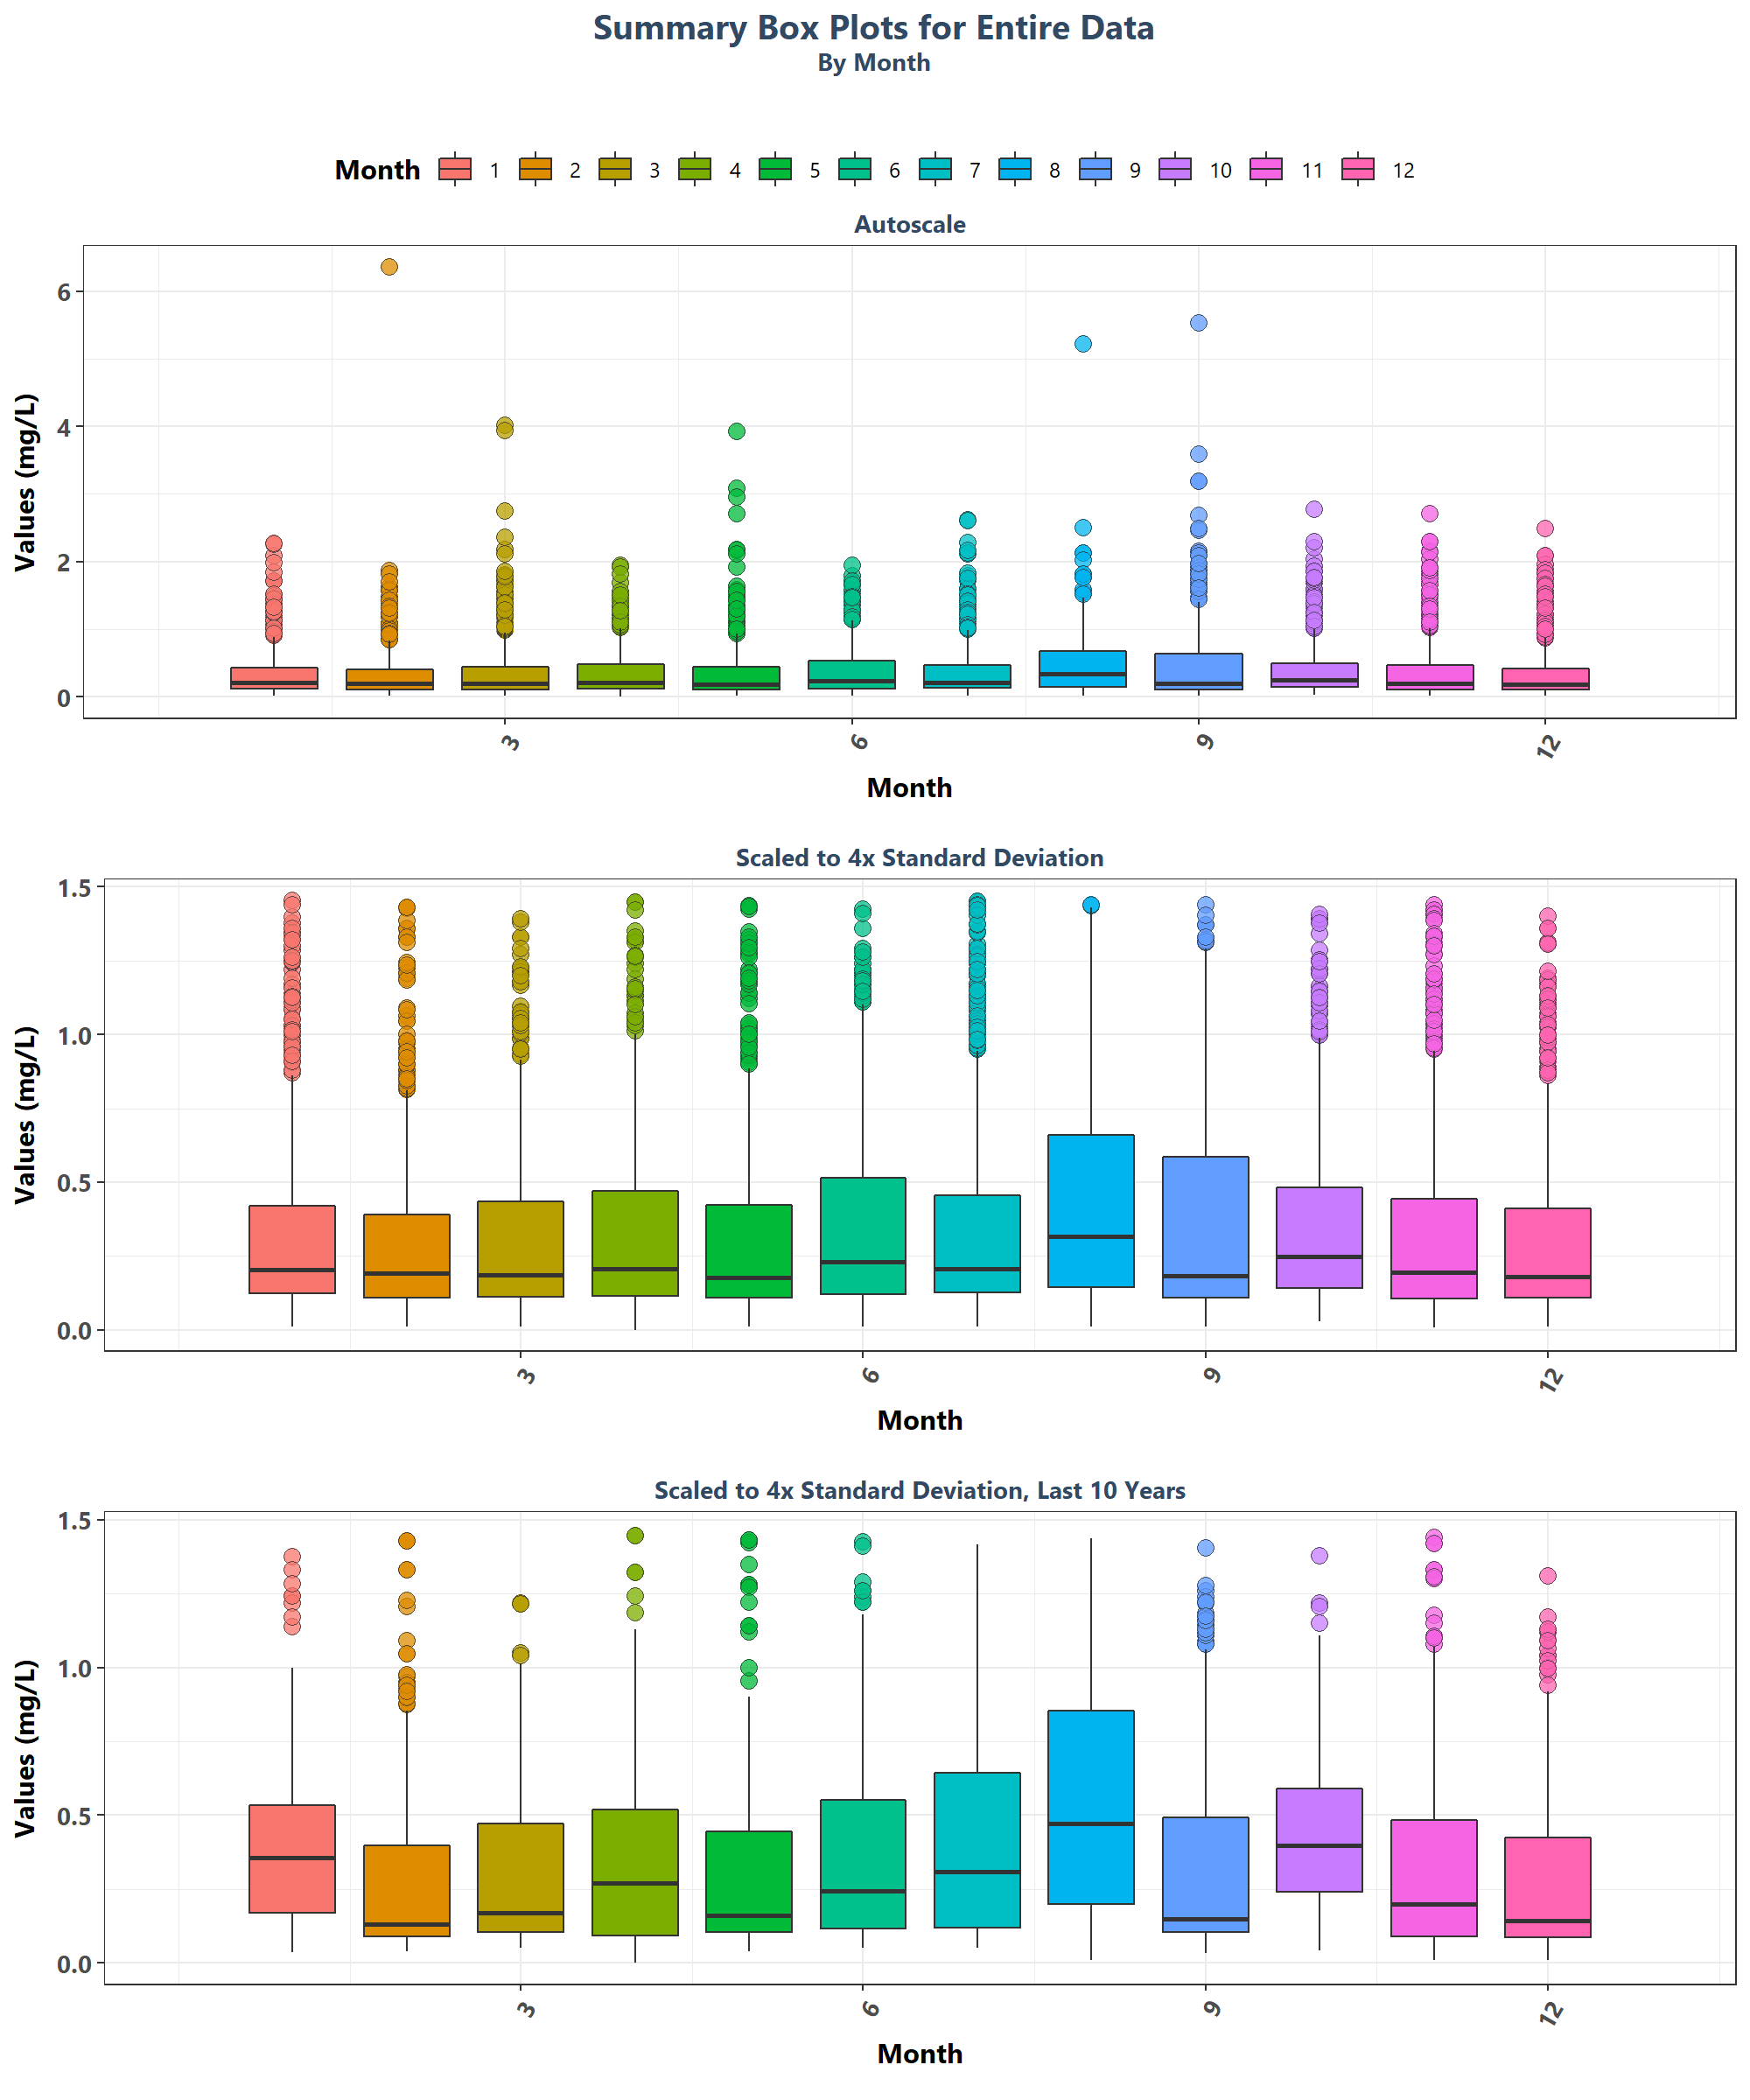 Summary Box Plots for Entire Data
By Month
Month 1 2 3 4 5 6 7 8 9 10 11 12
Autoscale
Values (mg/L)
6
4
2
0
3 6 9 12
Month
Scaled to 4x Standard Deviation
Values (mg/L)
1.5
1.0
0.5
0.0
3 6 9 12
Month
Scaled to 4x Standard Deviation, Last 10 Years
Values (mg/L)
1.5
1.0
0.5
0.0
3 6 9 12
Month